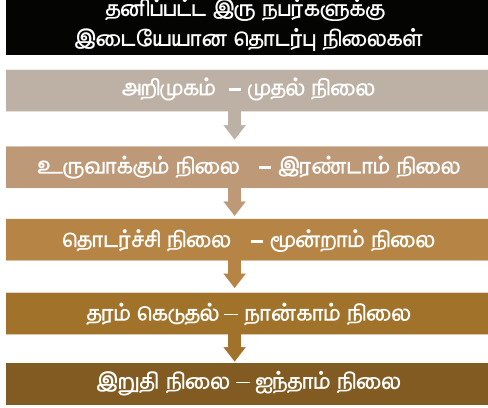 தனிப்பட்ட இரு நபர்களுக்கு
இடையேயான தொடர்பு நிலைகள்
அறிமுகம் – முதல் நிலை
உருவாக்கும் நிலை – இரண்டாம் நிலை
தொடர்ச்சி நிலை – மூன்றாம் நிலை
தரம் கெடுதல் – நான்காம் நிலை
இறுதி நிலை – ஐந்தாம் நிலை